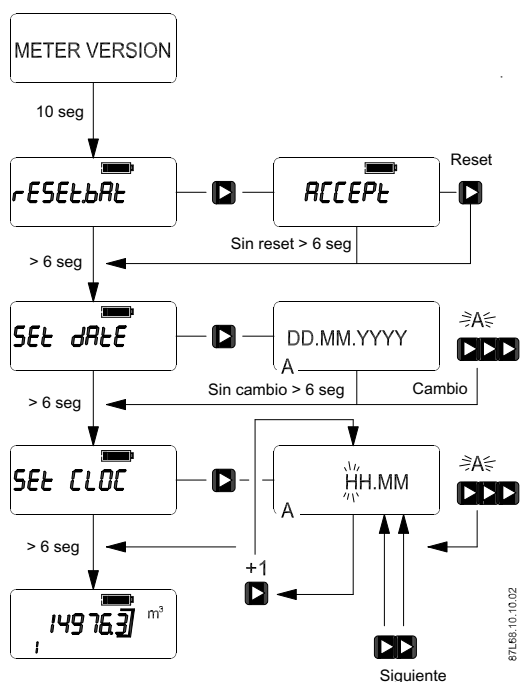 METER VERSION
10 seg
rESEt.bAt
ACCEPt
Reset
Sin reset > 6 seg
> 6 seg
SEt dAtE
DD.MM.YYYY
A
A
Sin cambio > 6 seg
Cambio
> 6 seg
SEt CLOC
HH.MM
A
A
> 6 seg
+1
14976.3 m³
1
Siguiente
87L68.10.10.02